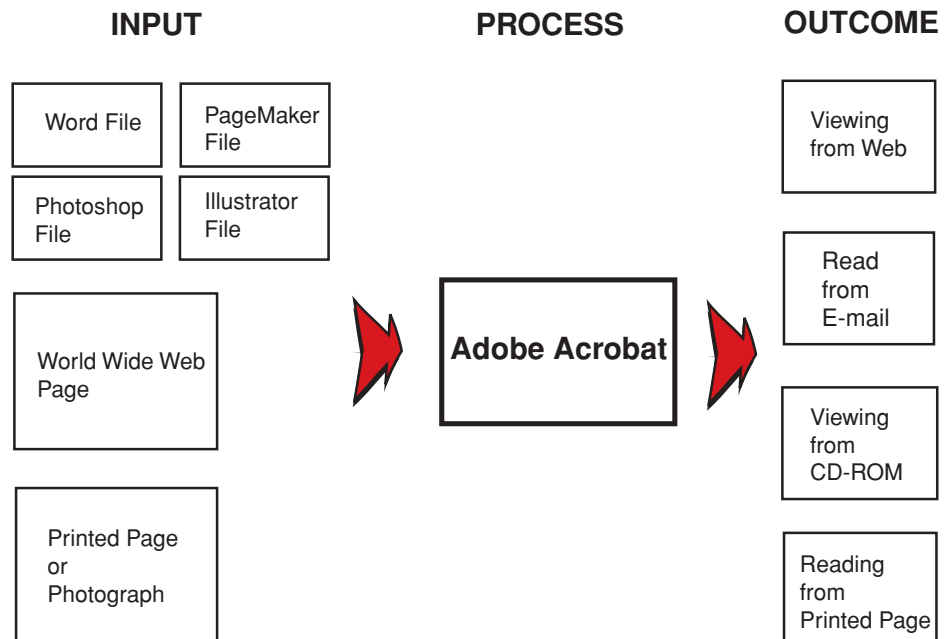 INPUT
PROCESS
OUTCOME
Word File
PageMaker
File
Photoshop
File
Illustrator
File
World Wide Web
Page
Printed Page
or
Photograph
Adobe Acrobat
Viewing
from Web
Read
from
E-mail
Viewing
from
CD-ROM
Reading
from
Printed Page